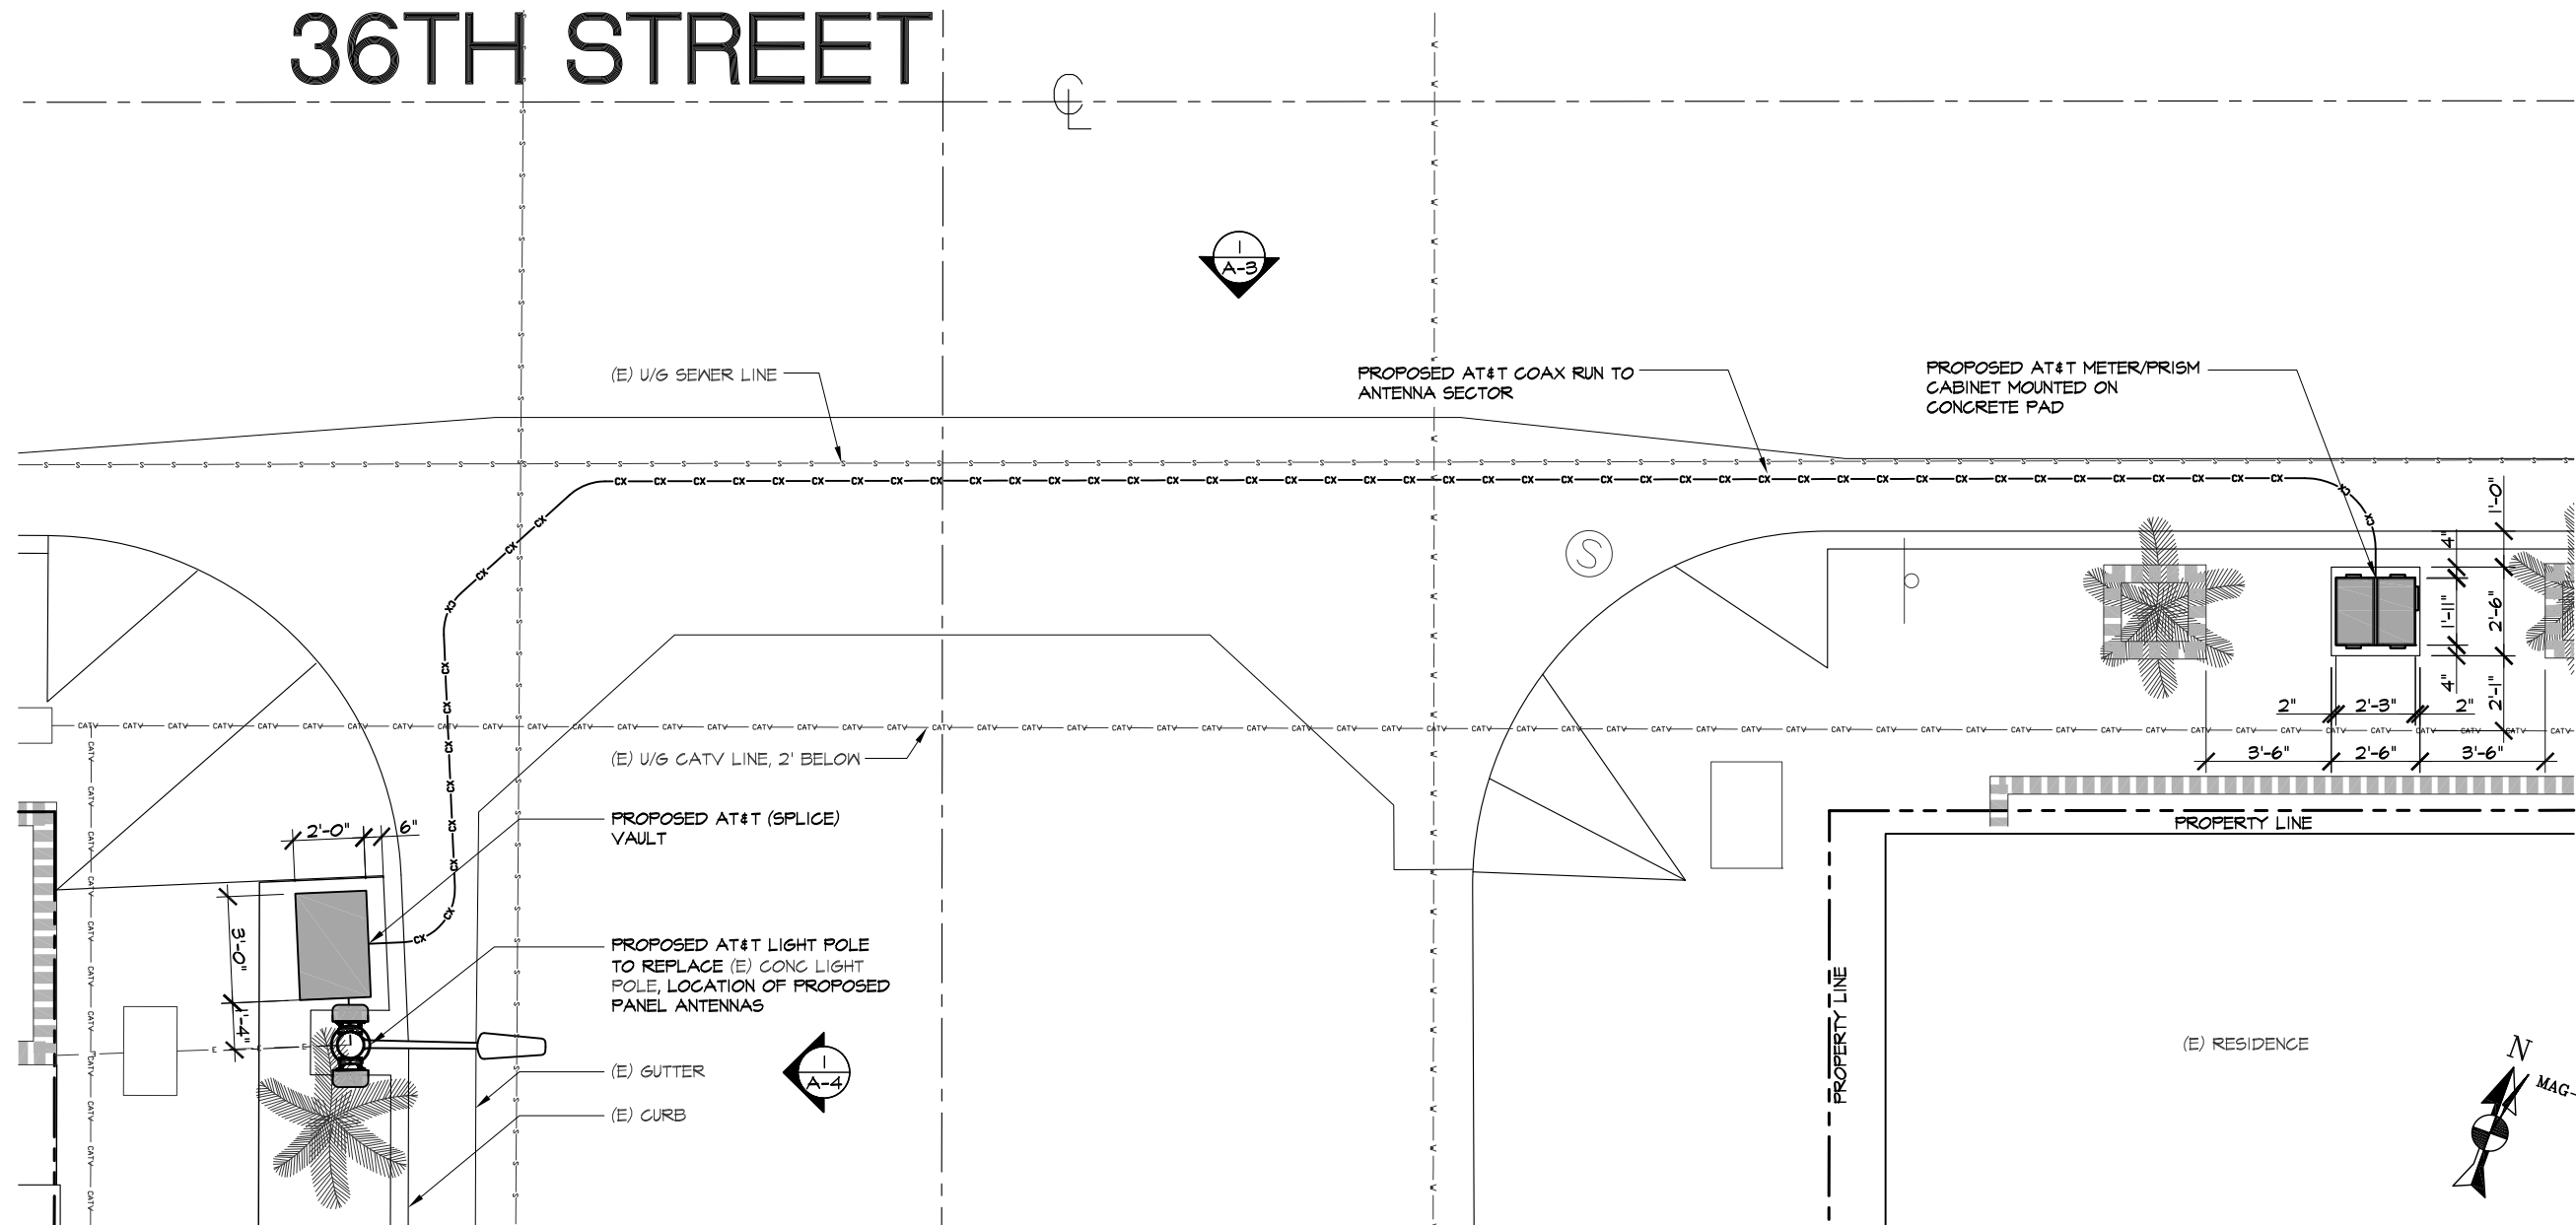 36TH STREET
CL
1
A-3
(E) U/G SEWER LINE
PROPOSED AT&T COAX RUN TO
ANTENNA SECTOR
PROPOSED AT&T METER/PRISM
CABINET MOUNTED ON
CONCRETE PAD
S
1'-0"
4"
1'-11"
2'-6"
4"
2'-1"
2"
2'-3"
2"
3'-6"
2'-6"
3'-6"
CX
CATV
(E) U/G CATV LINE, 2' BELOW
PROPERTY LINE
PROPOSED AT&T (SPLICE)
VAULT
2'-0"
6"
3'-0"
1'-4"
E
PROPOSED AT&T LIGHT POLE
TO REPLACE (E) CONC LIGHT
POLE, LOCATION OF PROPOSED
PANEL ANTENNAS
1
A-4
(E) GUTTER
(E) CURB
PROPERTY LINE
(E) RESIDENCE
N
MAG-